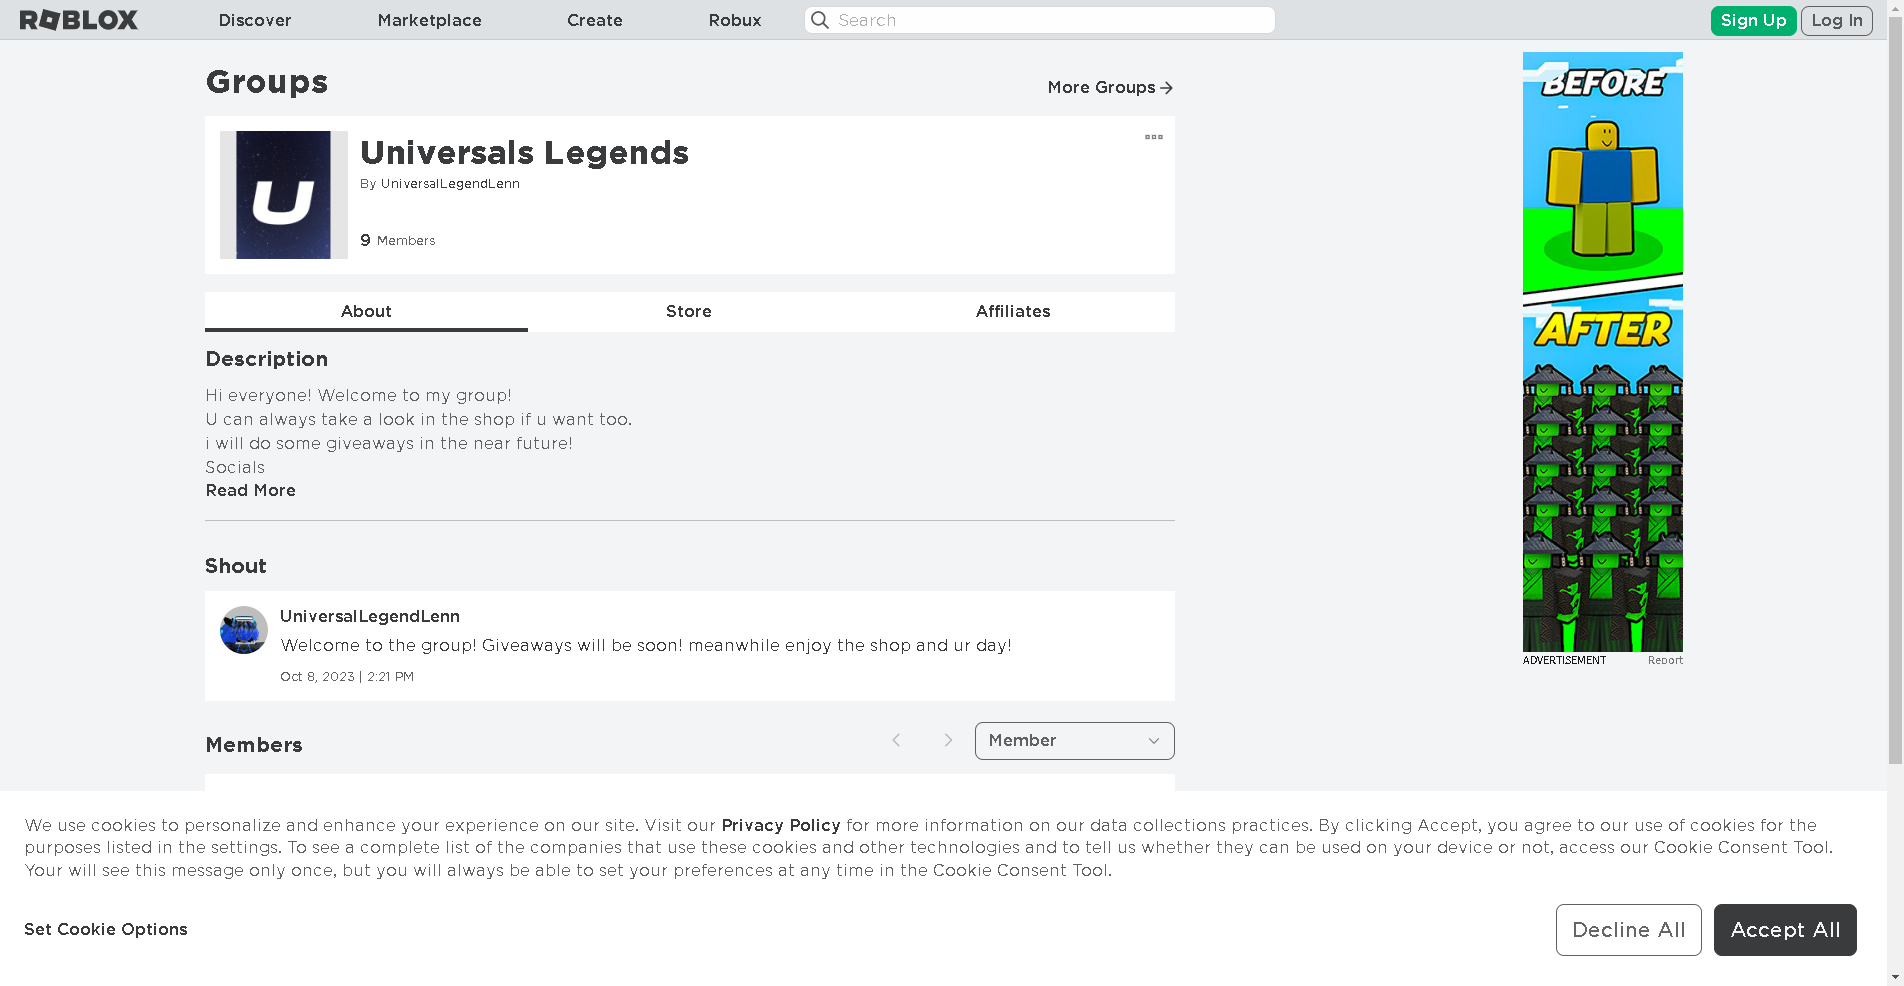 ROBLOX Discover Marketplace Create Robux Search Sign Up Log In
Groups
More Groups
U
Universals Legends
By UniversalLegendLenn
9 Members
About Store Affiliates
Description
Hi everyone! Welcome to my group!
U can always take a look in the shop if u want too.
i will do some giveaways in the near future!
Socials
Read More
Shout
UniversalLegendLenn
Welcome to the group! Giveaways will be soon! meanwhile enjoy the shop and ur day!
Oct 8, 2023 | 2:21 PM
Members
Member
BEFORE
AFTER
ADVERTISEMENT Report
We use cookies to personalize and enhance your experience on our site. Visit our Privacy Policy for more information on our data collections practices. By clicking Accept, you agree to our use of cookies for the
purposes listed in the settings. To see a complete list of the companies that use these cookies and other technologies and to tell us whether they can be used on your device or not, access our Cookie Consent Tool.
Your will see this message only once, but you will always be able to set your preferences at any time in the Cookie Consent Tool.
Set Cookie Options
Decline All
Accept All